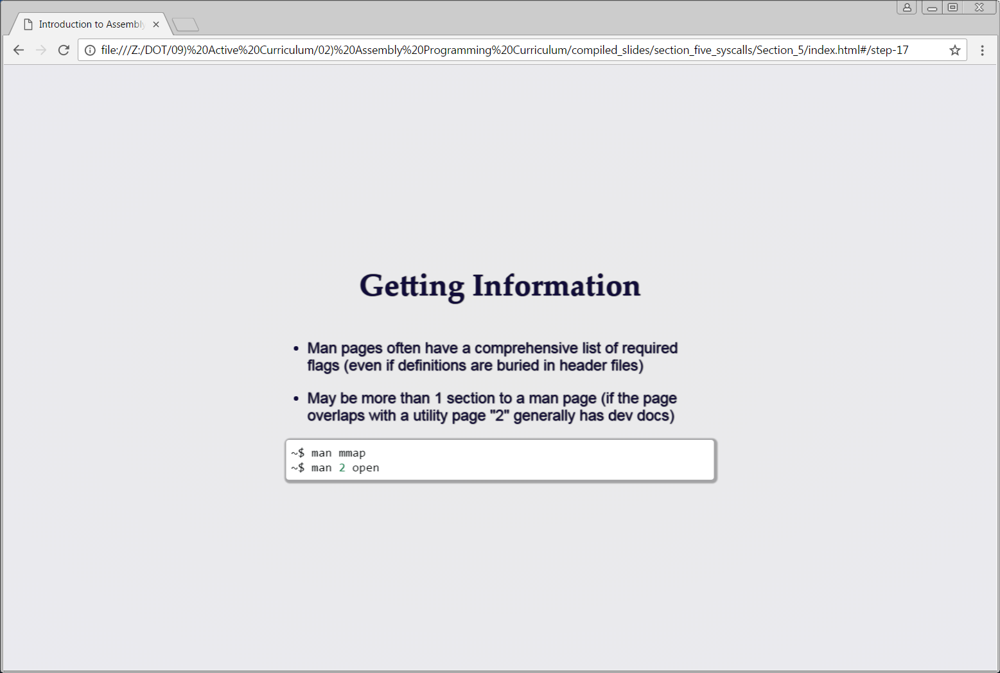 Introduction to Assembly
file:///Z:/DOT/09)%20Active%20Curriculum/02)%20Assembly%20Programming%20Curriculum/compiled_slides/section_five_syscalls/Section_5/index.html#/step-17
Getting Information
• Man pages often have a comprehensive list of required
flags (even if definitions are buried in header files)
• May be more than 1 section to a man page (if the page
overlaps with a utility page "2" generally has dev docs)
~$ man mmap
~$ man 2 open